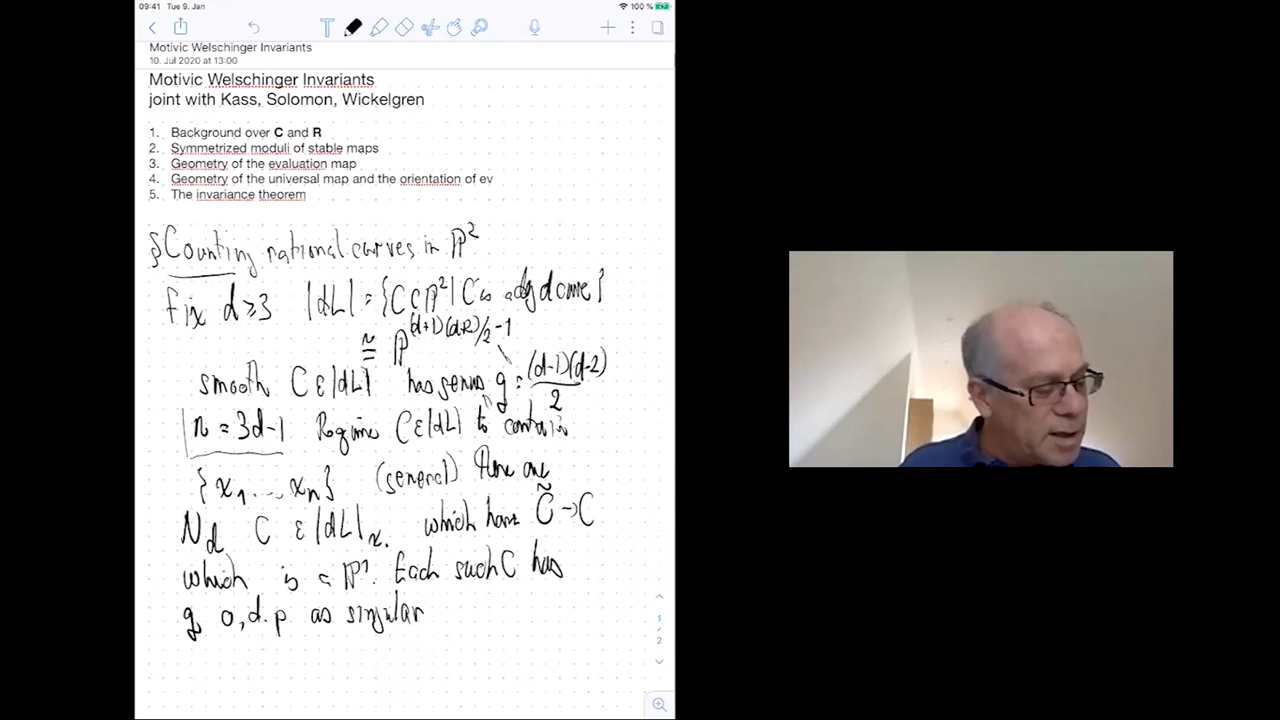 09:41 Tue 9. Jan
100 %
Motivic Welschinger Invariants
10. Jul 2020 at 13:00
Motivic Welschinger Invariants
joint with Kass, Solomon, Wickelgren
1. Background over C and R
2. Symmetrized moduli of stable maps
3. Geometry of the evaluation map
4. Geometry of the universal map and the orientation of ev
5. The invariance theorem
§ Counting rational curves in ℙ²
fix d≥3 |dL| = {C⊂ℙ² | C is a deg d curve}
≅ ℙ^{(d+1)(d+2)/2 - 1}
smooth C ε |dL| has genus g = (d-1)(d-2)/2
n = 3d-1 Require C ε |dL| to contain
{x₁ ... xₙ} (general) There are
N_d C ε |dL|_{x.} which have C̃ → C
which is a ℙ¹. Each such C has
g o.d.p as singular
1
2